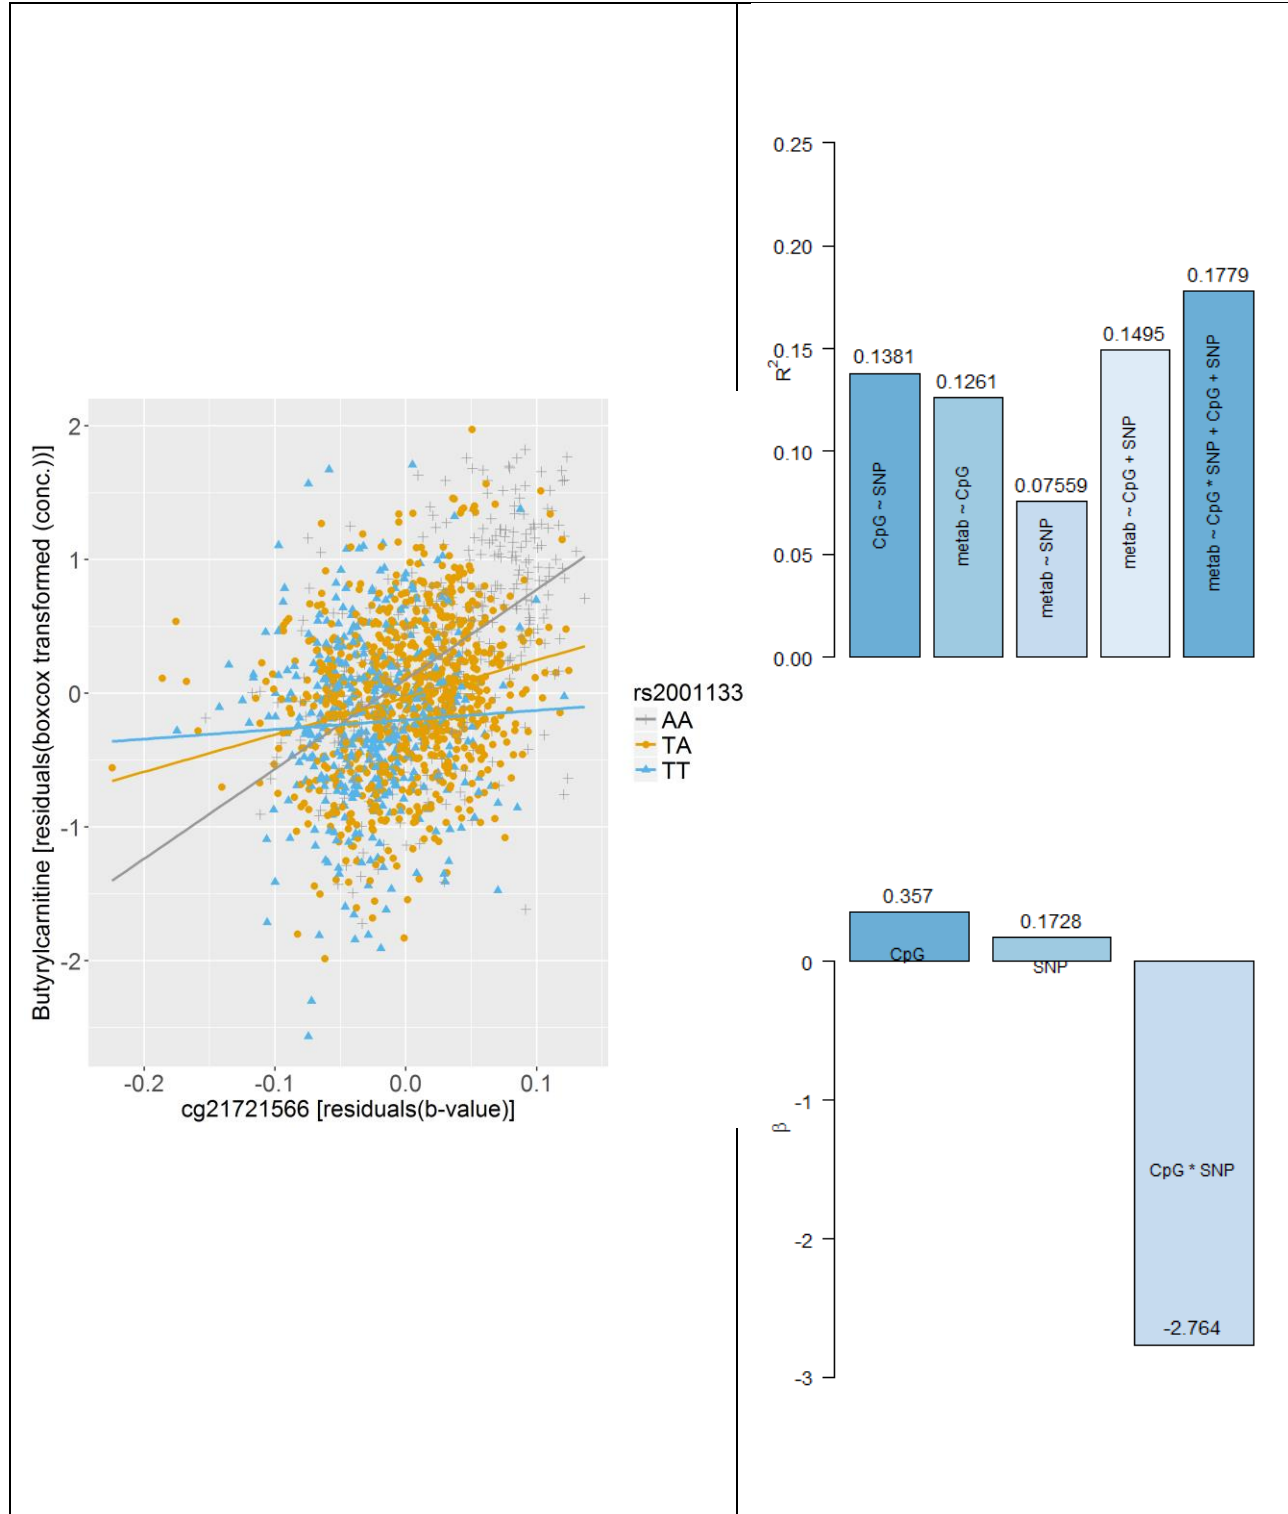 Butyrylcarnitine [residuals(boxcox transformed (conc.))]
2
1
0
-1
-2
-0.2
-0.1
0.0
0.1
cg21721566 [residuals(b-value)]
rs2001133
AA
TA
TT
R2
0.25
0.20
0.15
0.10
0.05
0.00
0.1381
CpG ~ SNP
0.1261
metab ~ CpG
0.07559
metab ~ SNP
0.1495
metab ~ CpG + SNP
0.1779
metab ~ CpG * SNP + CpG + SNP
β
0
-1
-2
-3
0.357
CpG
0.1728
SNP
CpG * SNP
-2.764